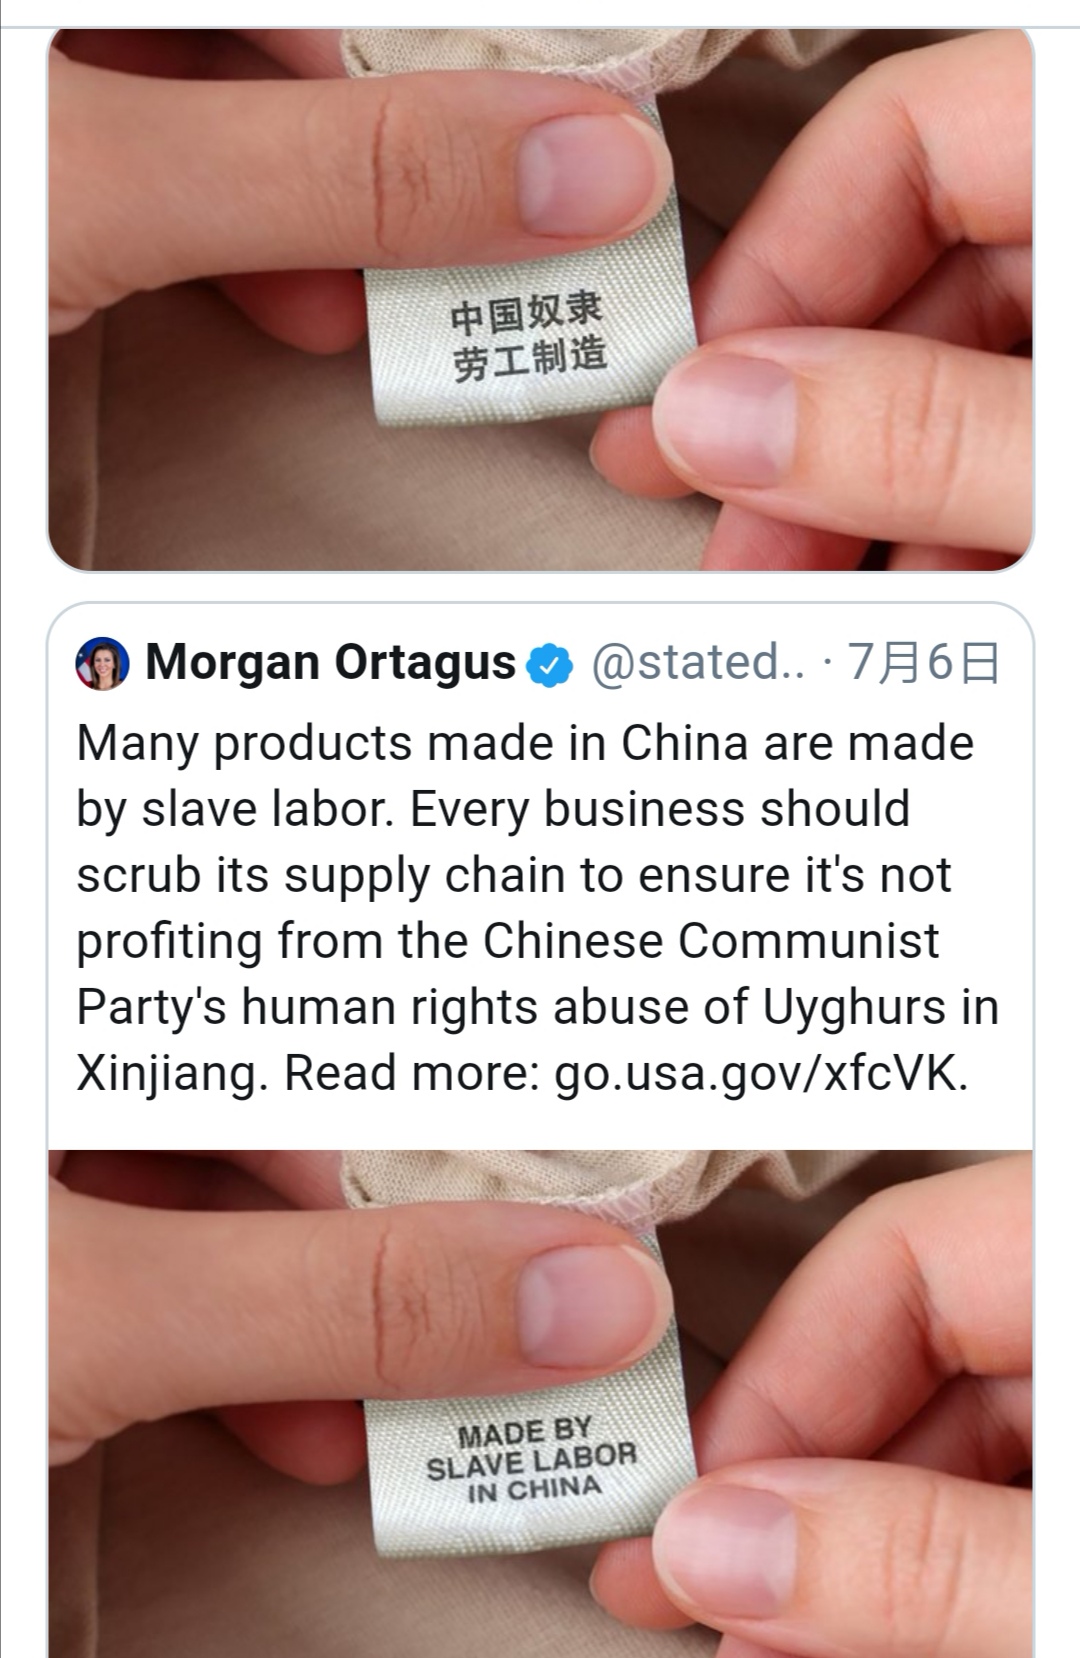 中国奴隶
劳工制造
Morgan Ortagus @stated.. · 7月6日
Many products made in China are made
by slave labor. Every business should
scrub its supply chain to ensure it's not
profiting from the Chinese Communist
Party's human rights abuse of Uyghurs in
Xinjiang. Read more: go.usa.gov/xfcVK.
MADE BY
SLAVE LABOR
IN CHINA